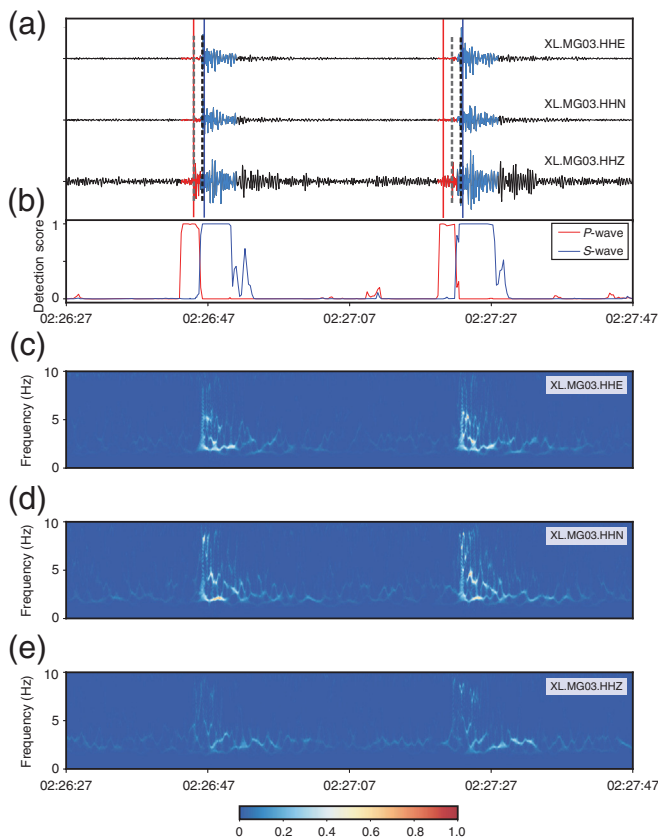 (a)
XL.MG03.HHE
XL.MG03.HHN
XL.MG03.HHZ
(b)
Detection score
1
0
P-wave
S-wave
02:26:27 02:26:47 02:27:07 02:27:27 02:27:47
(c)
Frequency (Hz)
10
5
0
XL.MG03.HHE
(d)
Frequency (Hz)
10
5
0
XL.MG03.HHN
(e)
Frequency (Hz)
10
5
0
XL.MG03.HHZ
02:26:27 02:26:47 02:27:07 02:27:27 02:27:47
0 0.2 0.4 0.6 0.8 1.0